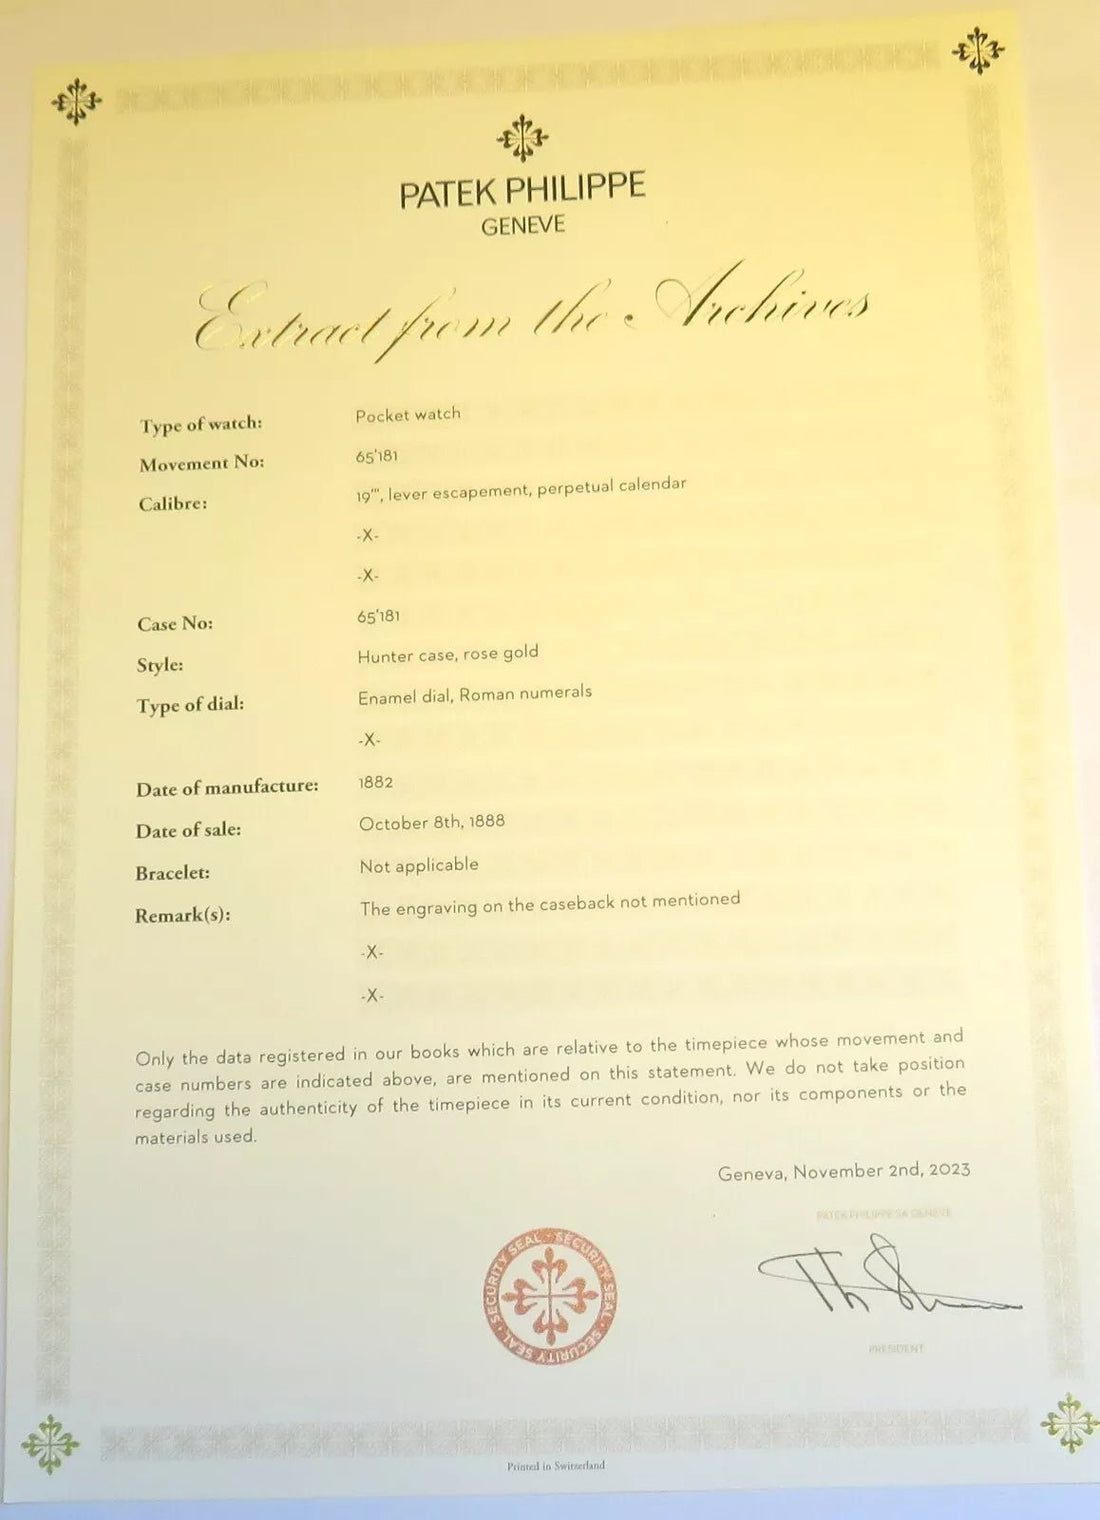 PATEK PHILIPPE
GENEVE
Extract from the Archives
Type of watch: Pocket watch
Movement No: 65'181
Calibre: 19''', lever escapement, perpetual calendar
-X-
-X-
Case No: 65'181
Style: Hunter case, rose gold
Type of dial: Enamel dial, Roman numerals
-X-
Date of manufacture: 1882
Date of sale: October 8th, 1888
Bracelet: Not applicable
Remark(s): The engraving on the caseback not mentioned
-X-
-X-
Only the data registered in our books which are relative to the timepiece whose movement and
case numbers are indicated above, are mentioned on this statement. We do not take position
regarding the authenticity of the timepiece in its current condition, nor its components or the
materials used.
Geneva, November 2nd, 2023
PATEK PHILIPPE SA GENEVE
SECURITY SEAL · SECURITY SEAL · SECURITY SEAL ·
PRESIDENT
Printed in Switzerland